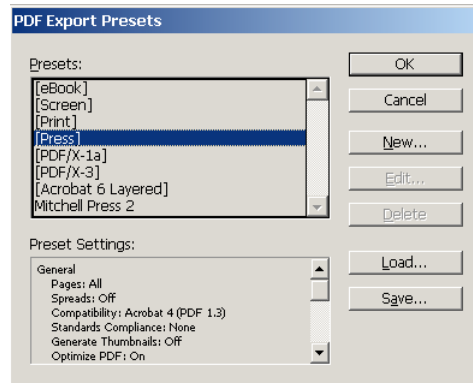 PDF Export Presets
Presets:
[eBook]
[Screen]
[Print]
[Press]
[PDF/X-1a]
[PDF/X-3]
[Acrobat 6 Layered]
Mitchell Press 2
OK
Cancel
New...
Edit...
Delete
Load...
Save...
Preset Settings:
General
Pages: All
Spreads: Off
Compatibility: Acrobat 4 (PDF 1.3)
Standards Compliance: None
Generate Thumbnails: Off
Optimize PDF: On